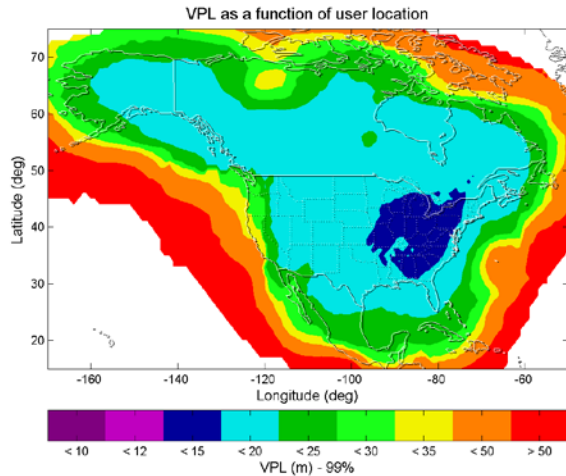 VPL as a function of user location
Latitude (deg)
70
60
50
40
30
20
-160 -140 -120 -100 -80 -60
Longitude (deg)
< 10 < 12 < 15 < 20 < 25 < 30 < 35 < 50 > 50
VPL (m) - 99%